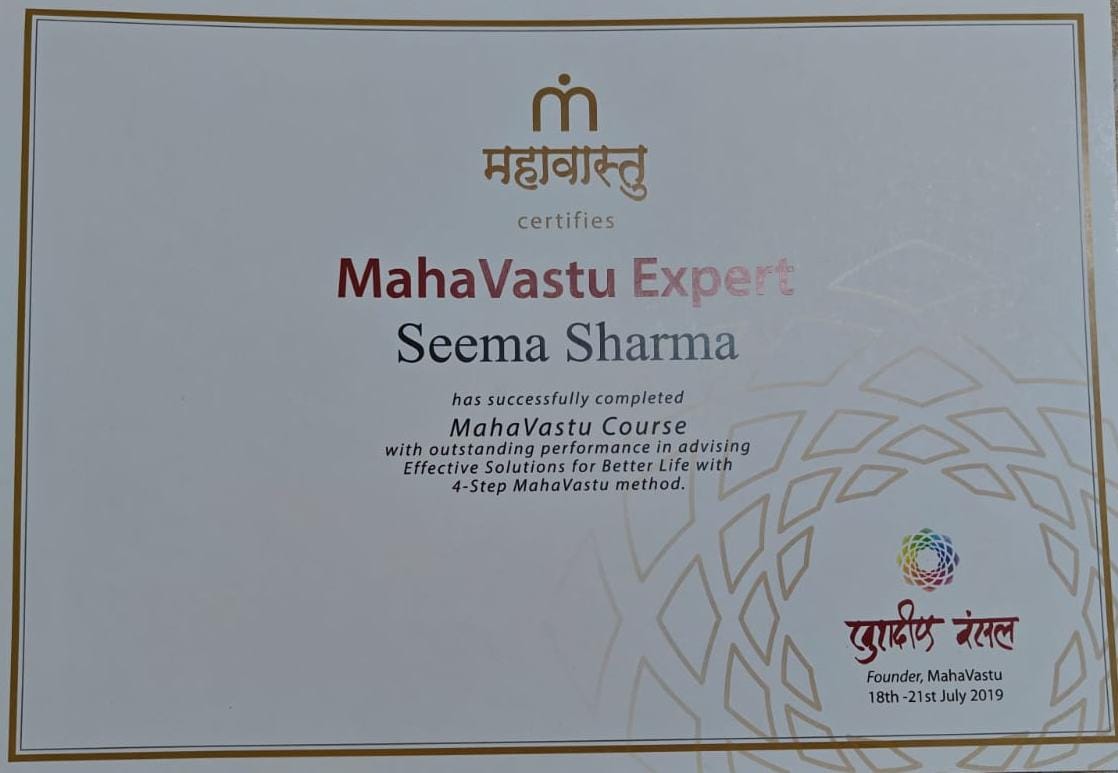 महावास्तु
certifies
MahaVastu Expert
Seema Sharma
has successfully completed
MahaVastu Course
with outstanding performance in advising
Effective Solutions for Better Life with
4-Step MahaVastu method.
खुशदीप बंसल
Founder, MahaVastu
18th -21st July 2019